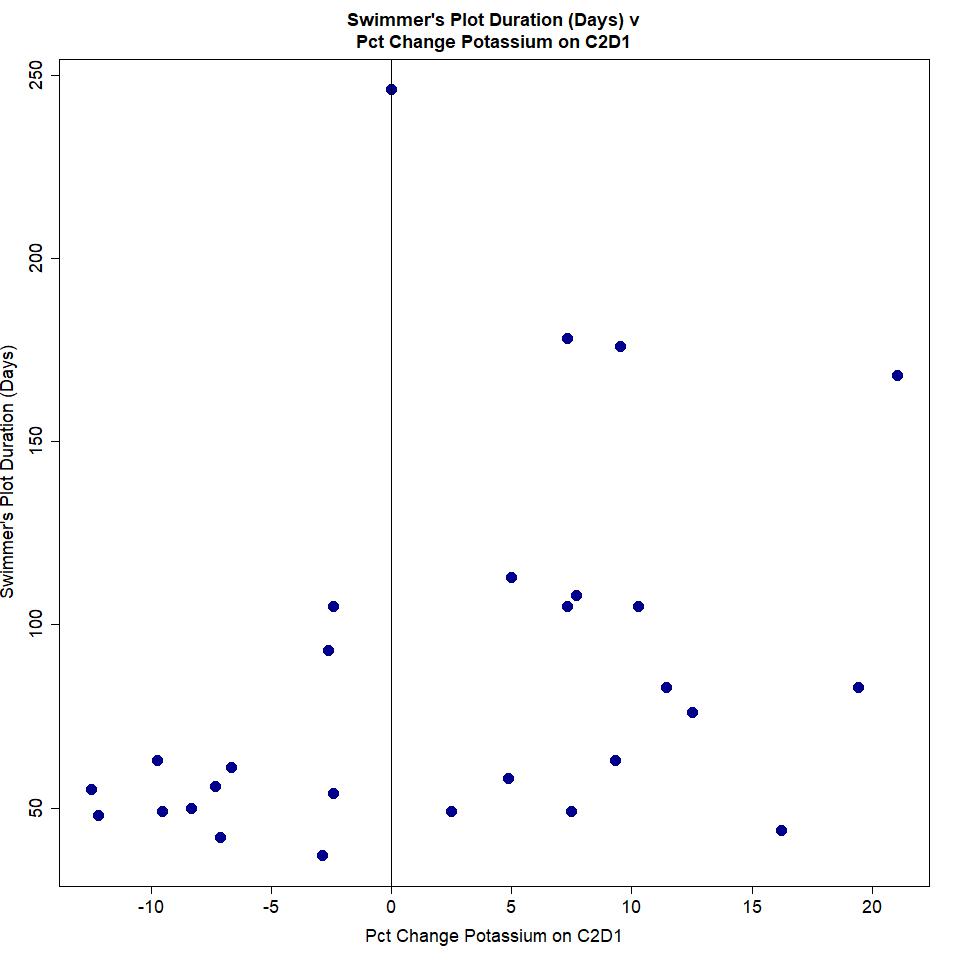 Swimmer's Plot Duration (Days) v
Pct Change Potassium on C2D1
Swimmer's Plot Duration (Days)
250
200
150
100
50
-10 -5 0 5 10 15 20
Pct Change Potassium on C2D1